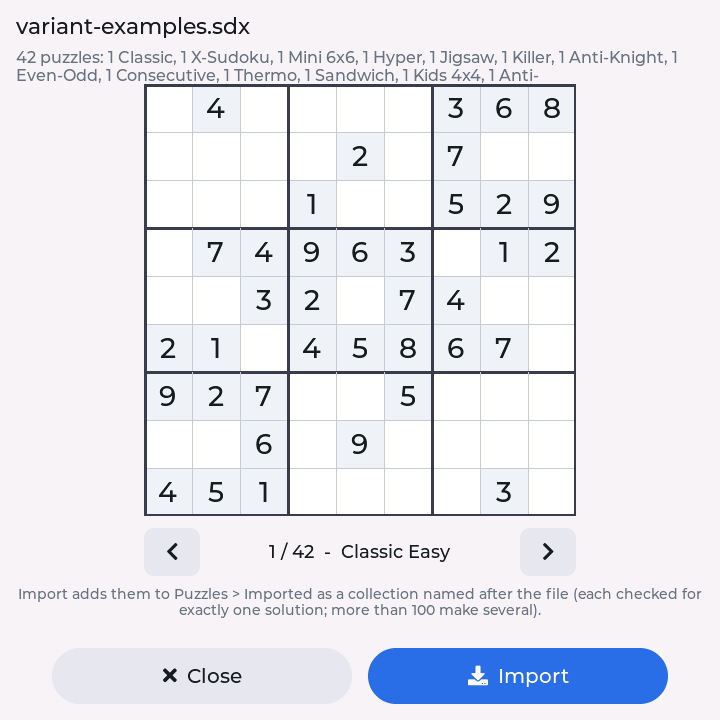 variant-examples.sdx
42 puzzles: 1 Classic, 1 X-Sudoku, 1 Mini 6x6, 1 Hyper, 1 Jigsaw, 1 Killer, 1 Anti-Knight, 1
Even-Odd, 1 Consecutive, 1 Thermo, 1 Sandwich, 1 Kids 4x4, 1 Anti-
4 3 6 8
2 7
1 5 2 9
7 4 9 6 3 1 2
3 2 7 4
2 1 4 5 8 6 7
9 2 7 5
6 9
4 5 1 3
1 / 42 - Classic Easy
Import adds them to Puzzles > Imported as a collection named after the file (each checked for
exactly one solution; more than 100 make several).
Close Import